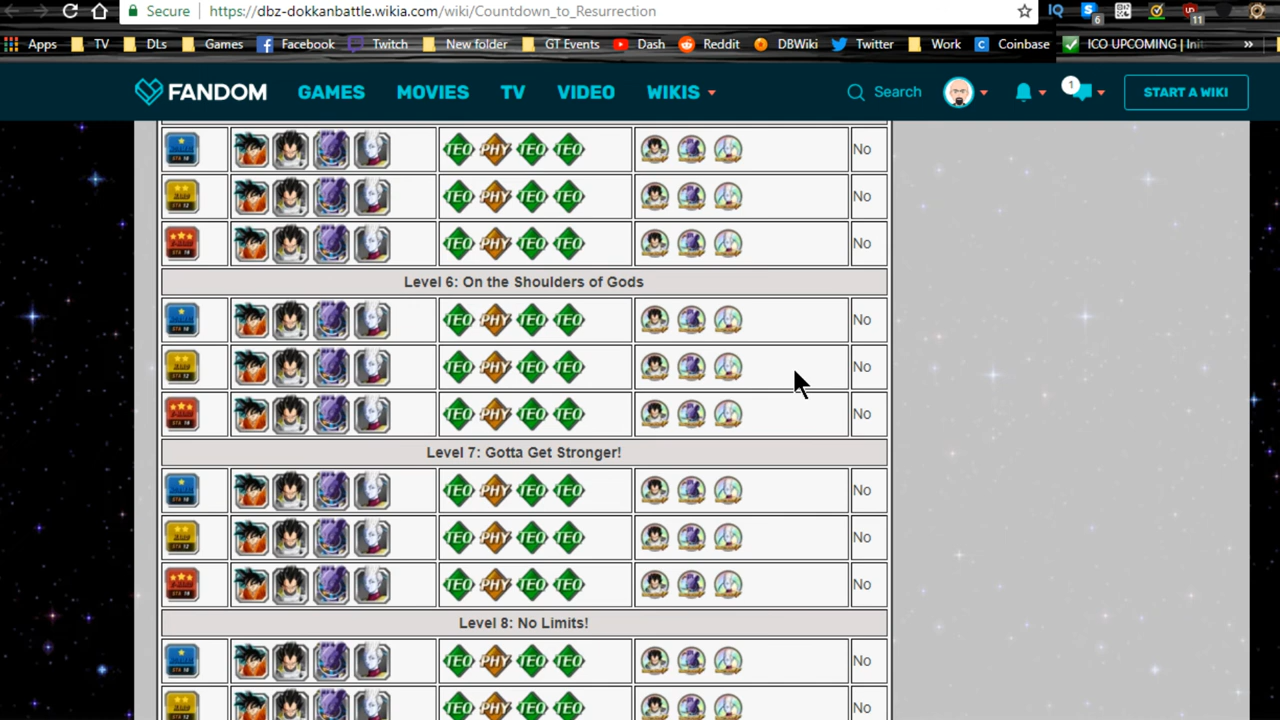 Secure https://dbz-dokkanbattle.wikia.com/wiki/Countdown_to_Resurrection
Apps TV DLs Games Facebook Twitch New folder GT Events Dash Reddit DBWiki Twitter Work Coinbase ICO UPCOMING | Init »
FANDOM GAMES MOVIES TV VIDEO WIKIS Search 1 START A WIKI
TEQ PHY TEQ TEQ No
TEQ PHY TEQ TEQ No
TEQ PHY TEQ TEQ No
Level 6: On the Shoulders of Gods
TEQ PHY TEQ TEQ No
TEQ PHY TEQ TEQ No
TEQ PHY TEQ TEQ No
Level 7: Gotta Get Stronger!
TEQ PHY TEQ TEQ No
TEQ PHY TEQ TEQ No
TEQ PHY TEQ TEQ No
Level 8: No Limits!
TEQ PHY TEQ TEQ No
TEQ PHY TEQ TEQ No